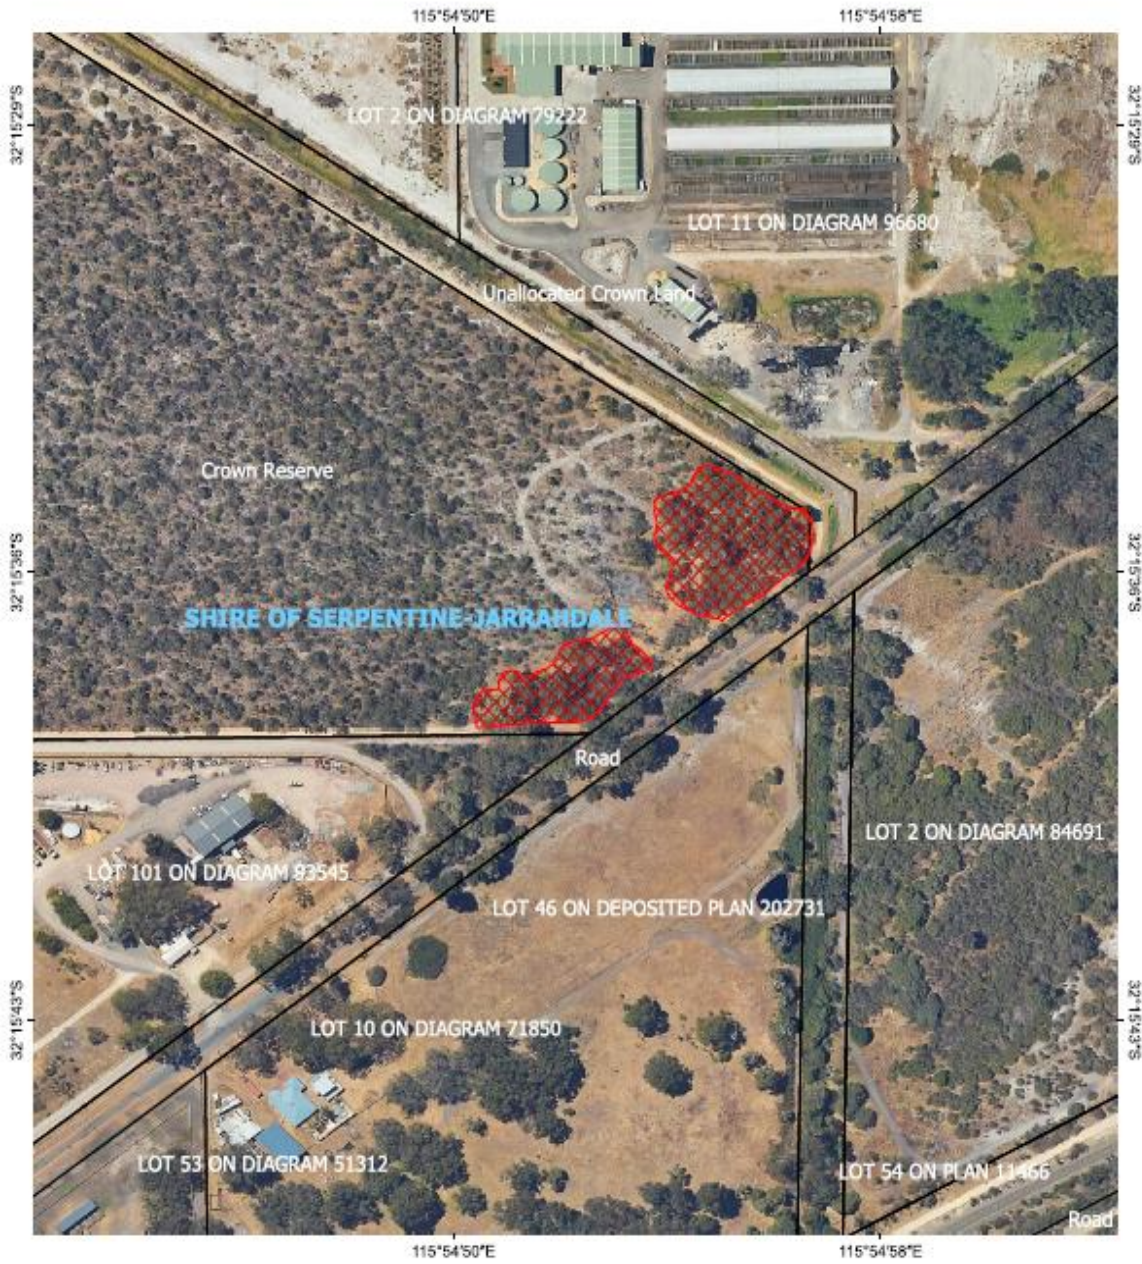 115°54'50"E
115°54'58"E
32°15'29"S
32°15'29"S
LOT 2 ON DIAGRAM 79222
LOT 11 ON DIAGRAM 96680
Unallocated Crown Land
Crown Reserve
32°15'36"S
32°15'36"S
SHIRE OF SERPENTINE-JARRAHDALE
Road
LOT 2 ON DIAGRAM 84691
LOT 101 ON DIAGRAM 93545
LOT 46 ON DEPOSITED PLAN 202731
32°15'43"S
32°15'43"S
LOT 10 ON DIAGRAM 71850
LOT 53 ON DIAGRAM 51312
LOT 54 ON PLAN 11466
Road
115°54'50"E
115°54'58"E